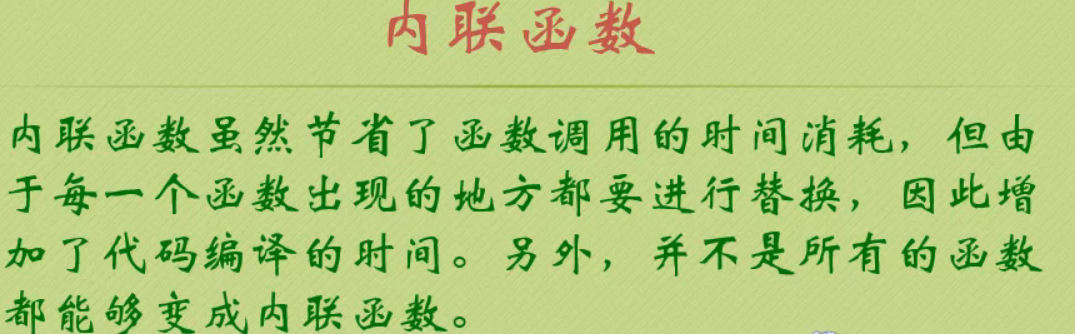 内联函数
内联函数虽然节省了函数调用的时间消耗，但由
于每一个函数出现的地方都要进行替换，因此增
加了代码编译的时间。另外，并不是所有的函数
都能够变成内联函数。